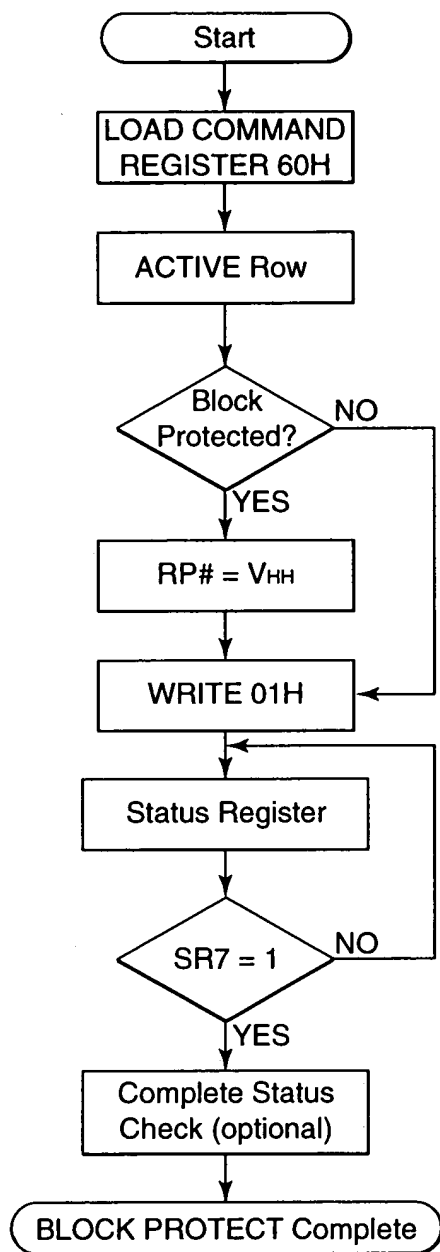 Start
LOAD COMMAND
REGISTER 60H
ACTIVE Row
Block
Protected?
NO
YES
RP# = VHH
WRITE 01H
Status Register
SR7 = 1
NO
YES
Complete Status
Check (optional)
BLOCK PROTECT Complete